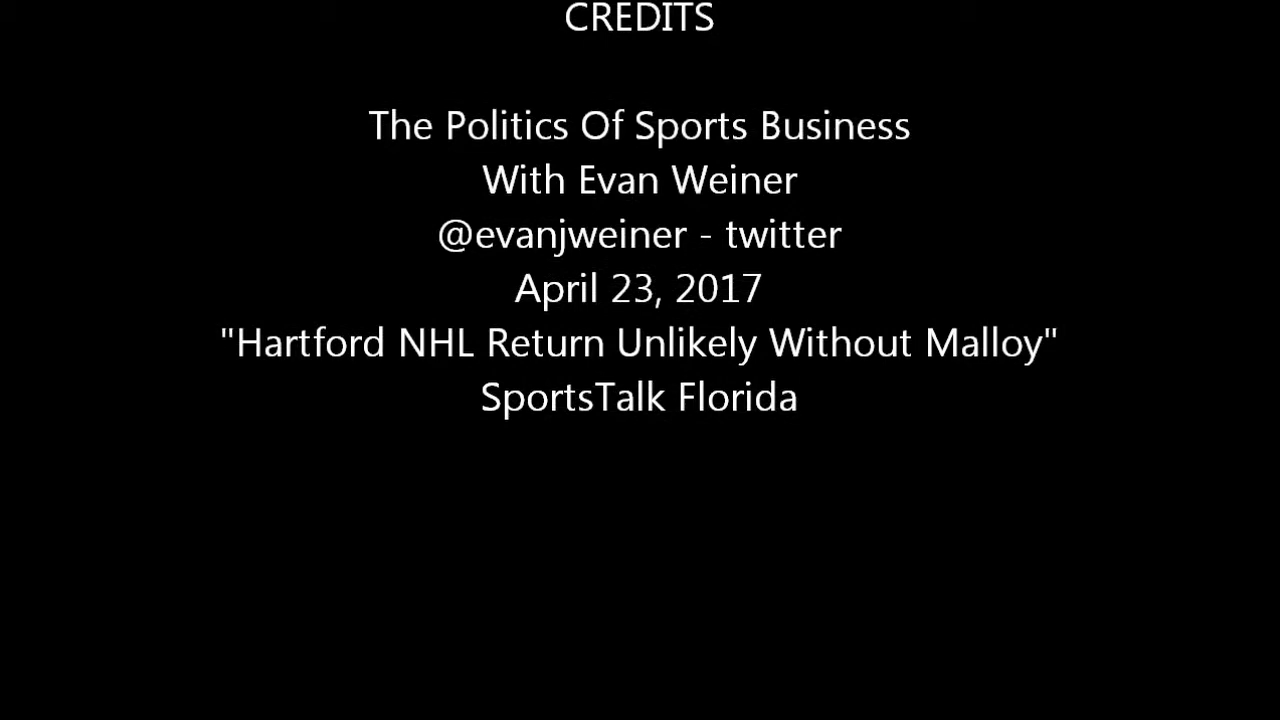 CREDITS
The Politics Of Sports Business
With Evan Weiner
@evanjweiner - twitter
April 23, 2017
"Hartford NHL Return Unlikely Without Malloy"
SportsTalk Florida